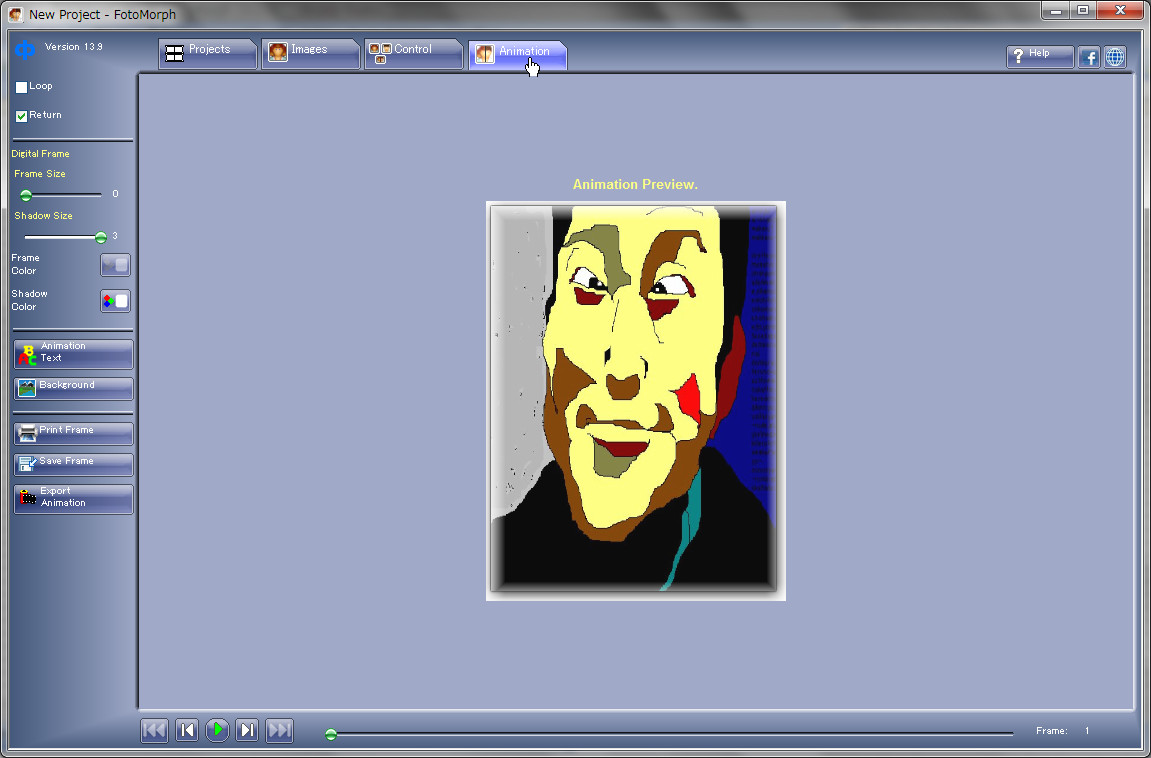 New Project - FotoMorph
Version 13.9
Projects
Images
Control
Animation
Help
Loop
Return
Digital Frame
Frame Size
0
Shadow Size
3
Frame
Color
Shadow
Color
Animation
Text
Background
Print Frame
Save Frame
Export
Animation
Animation Preview.
Frame: 1